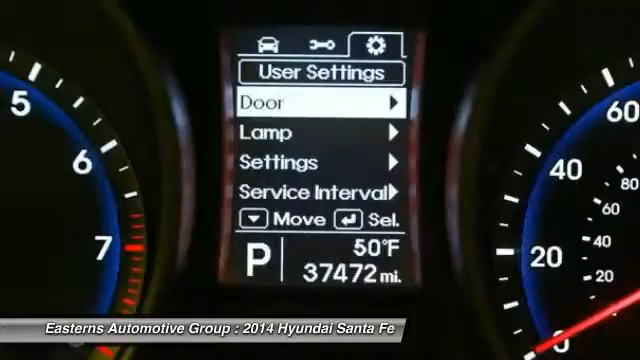 User Settings
Door
Lamp
Settings
Service Interval
Move Sel.
P
50°F
37472 mi.
5
6
7
60
40
20
0
80
60
40
20
Easterns Automotive Group : 2014 Hyundai Santa Fe